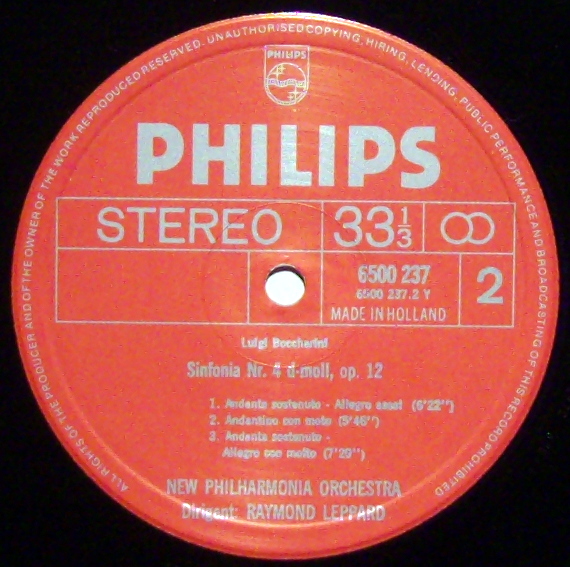 ALL RIGHTS OF THE PRODUCER AND OF THE OWNER OF THE WORK REPRODUCED RESERVED. UNAUTHORISED COPYING, HIRING, LENDING, PUBLIC PERFORMANCE AND BROADCASTING OF THIS RECORD PROHIBITED
PHILIPS
PHILIPS
STEREO 33 1/3
6500 237
6500 237.2 Y
MADE IN HOLLAND
2
Luigi Boccherini
Sinfonia Nr. 4 d-moll, op. 12
1. Andante sostenuto - Allegro assai (6'22'')
2. Andantino con moto (5'46'')
3. Andante sostenuto -
Allegro con molto (7'29'')
NEW PHILHARMONIA ORCHESTRA
Dirigent: RAYMOND LEPPARD